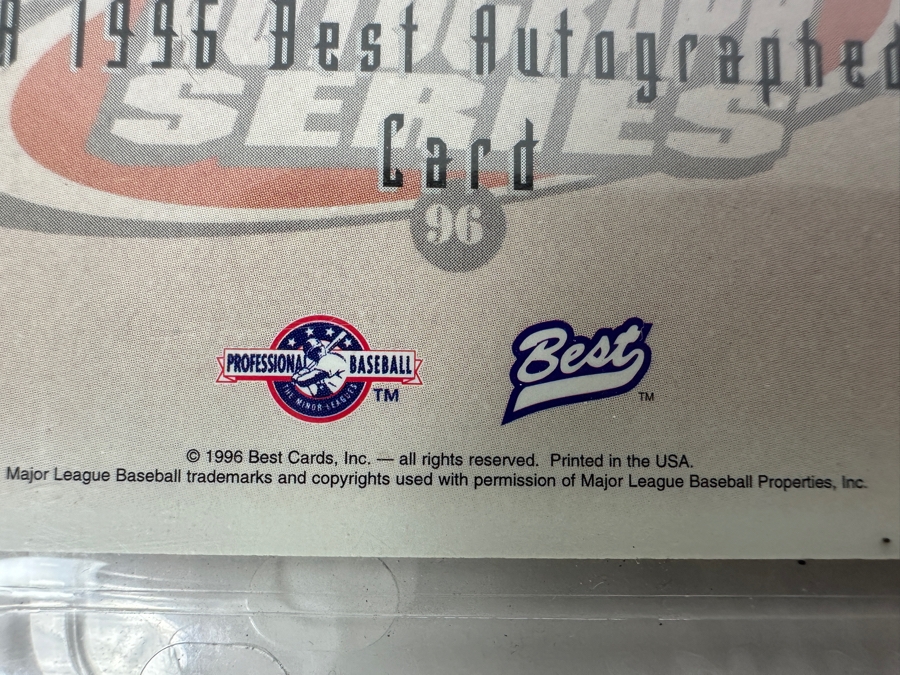 A 1996 Best Autographed
AUTOGRAPH
SERIES
Card
96
PROFESSIONAL BASEBALL
THE MINOR LEAGUES
TM
Best
TM
© 1996 Best Cards, Inc. — all rights reserved. Printed in the USA.
Major League Baseball trademarks and copyrights used with permission of Major League Baseball Properties, Inc.